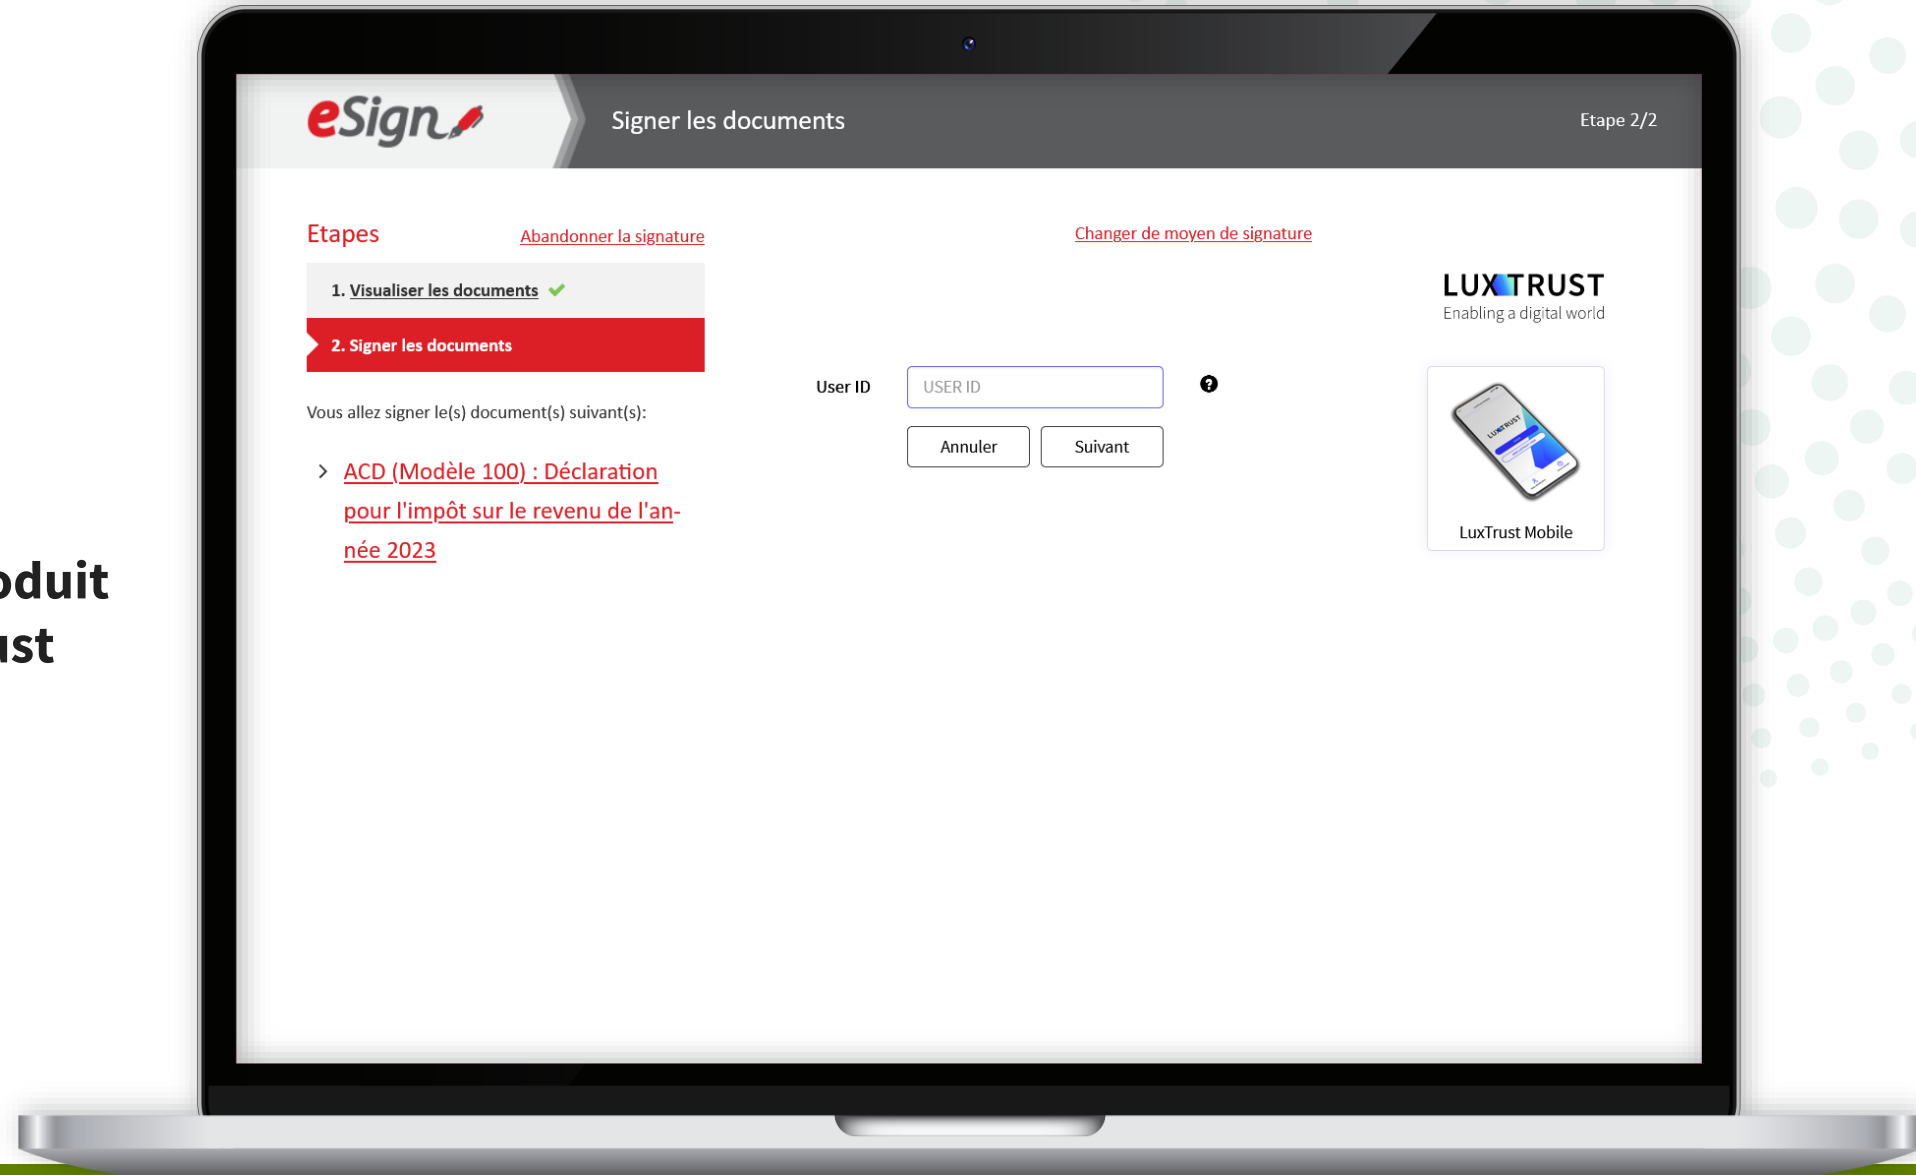 eSign
Signer les documents
Etape 2/2
Etapes
Abandonner la signature
1. Visualiser les documents
2. Signer les documents
Vous allez signer le(s) document(s) suivant(s):
ACD (Modèle 100) : Déclaration
pour l'impôt sur le revenu de l'an-
née 2023
Changer de moyen de signature
User ID
USER ID
?
Annuler
Suivant
LUXTRUST
Enabling a digital world
LUXTRUST
LuxTrust Mobile
oduit
ust